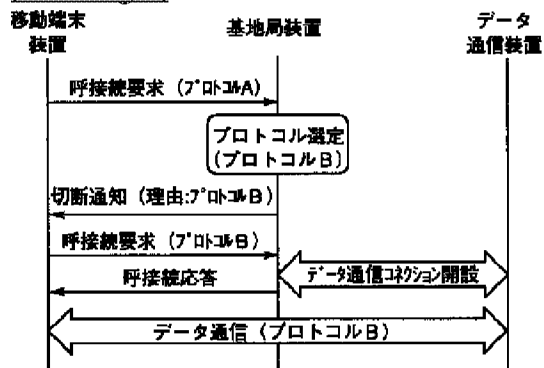 移動端末
装置
基地局装置
データ
通信装置
呼接続要求 (プロトコルA)
プロトコル選定
(プロトコルB)
切断通知 (理由:プロトコルB)
呼接続要求 (プロトコルB)
呼接続応答
データ通信コネクション開設
データ通信 (プロトコルB)